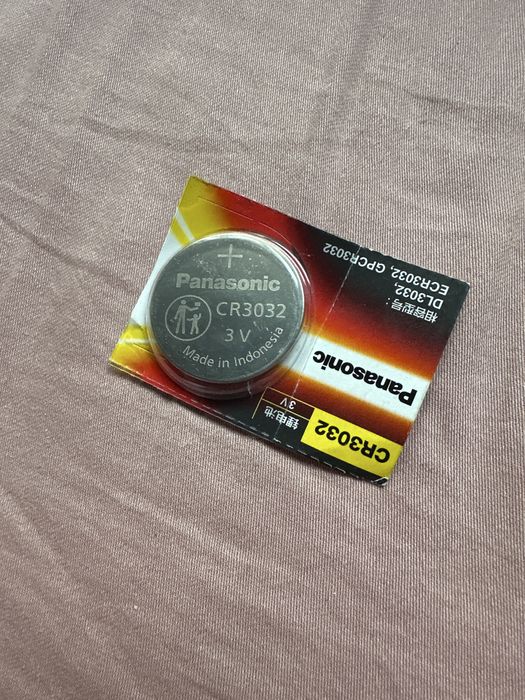 +
Panasonic
CR3032
3 V
Made in Indonesia
CR3032
锂电池
3V
Panasonic
相容型号:
DL3032,
ECR3032, GPCR3032